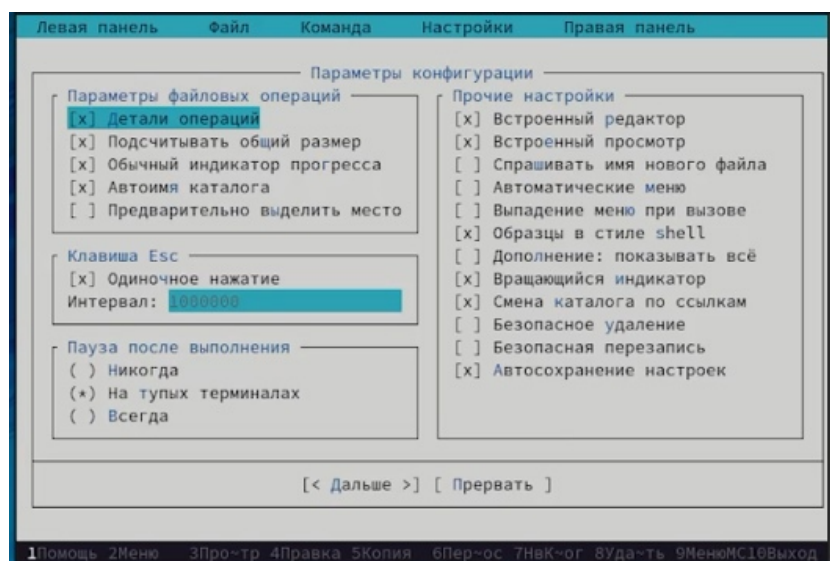 Левая панель Файл Команда Настройки Правая панель
Параметры конфигурации
Параметры файловых операций
[x] Детали операций
[x] Подсчитывать общий размер
[x] Обычный индикатор прогресса
[x] Автоимя каталога
[ ] Предварительно выделить место
Клавиша Esc
[x] Одиночное нажатие
Интервал: 1000000
Пауза после выполнения
( ) Никогда
(*) На тупых терминалах
( ) Всегда
Прочие настройки
[x] Встроенный редактор
[x] Встроенный просмотр
[ ] Спрашивать имя нового файла
[ ] Автоматические меню
[ ] Выпадение меню при вызове
[x] Образцы в стиле shell
[ ] Дополнение: показывать всё
[x] Вращающийся индикатор
[x] Смена каталога по ссылкам
[ ] Безопасное удаление
[ ] Безопасная перезапись
[x] Автосохранение настроек
[< Дальше >] [ Прервать ]
1Помощь 2Меню 3Про~тр 4Правка 5Копия 6Пер~ос 7НвК~ог 8Уда~ть 9МенюMC10Выход